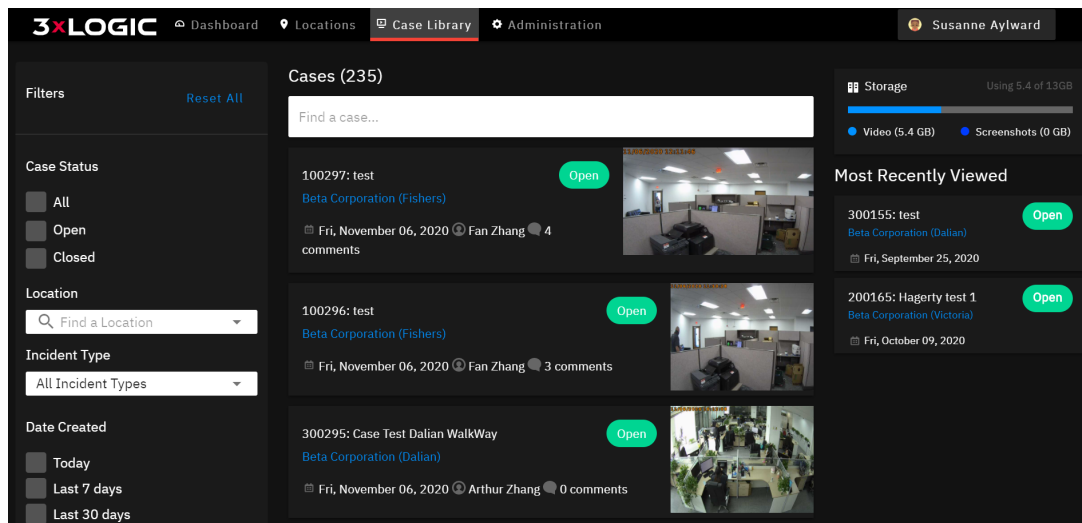 3xLOGIC
Dashboard
Locations
Case Library
Administration
Susanne Aylward
Filters
Reset All
Case Status
All
Open
Closed
Location
Find a Location
Incident Type
All Incident Types
Date Created
Today
Last 7 days
Last 30 days
Cases (235)
Find a case...
100297: test
Open
Beta Corporation (Fishers)
Fri, November 06, 2020 Fan Zhang 4
comments
100296: test
Open
Beta Corporation (Fishers)
Fri, November 06, 2020 Fan Zhang 3 comments
300295: Case Test Dalian WalkWay
Open
Beta Corporation (Dalian)
Fri, November 06, 2020 Arthur Zhang 0 comments
Storage
Using 5.4 of 13GB
Video (5.4 GB)
Screenshots (0 GB)
Most Recently Viewed
300155: test
Open
Beta Corporation (Dalian)
Fri, September 25, 2020
200165: Hagerty test 1
Open
Beta Corporation (Victoria)
Fri, October 09, 2020